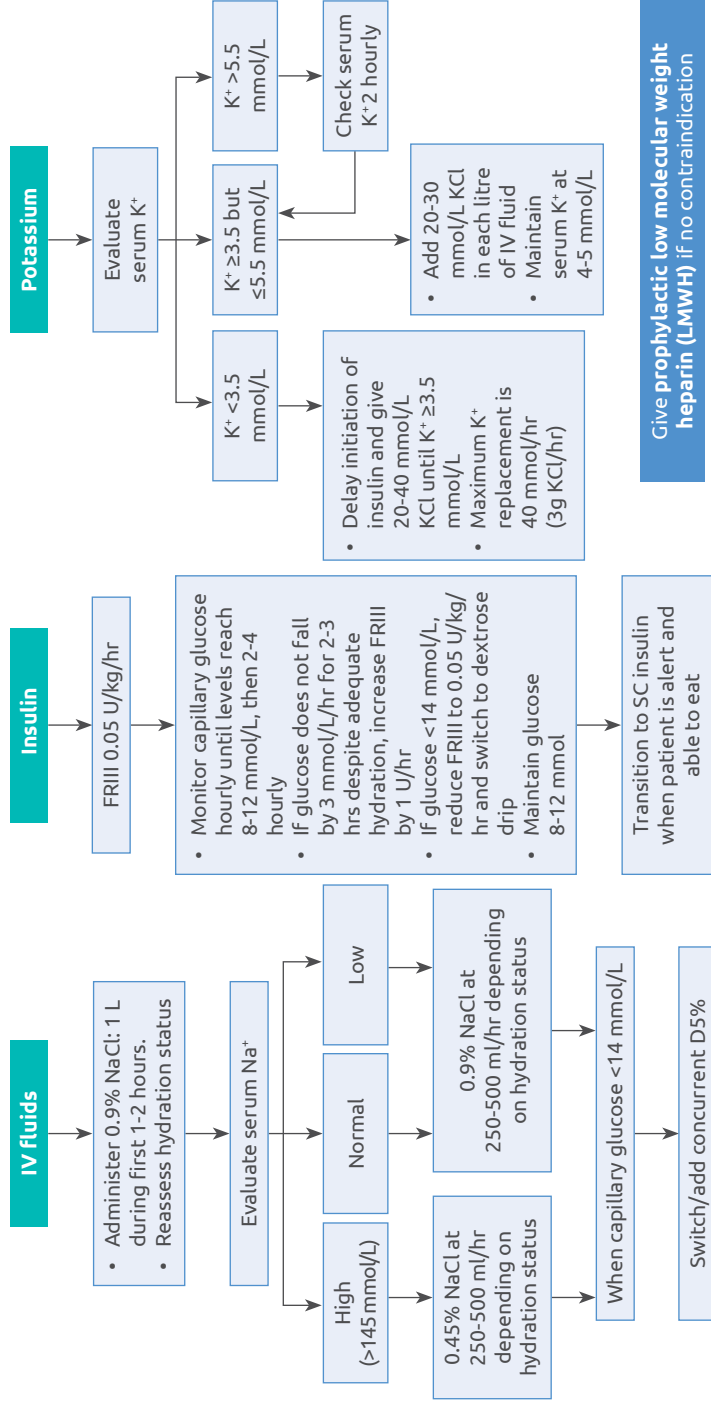 IV fluids
• Administer 0.9% NaCl: 1 L
during first 1-2 hours.
• Reassess hydration status
Evaluate serum Na⁺
High
(>145 mmol/L)
Normal
Low
0.45% NaCl at
250-500 ml/hr
depending on
hydration status
0.9% NaCl at
250-500 ml/hr depending
on hydration status
When capillary glucose <14 mmol/L
Switch/add concurrent D5%
Insulin
FRIII 0.05 U/kg/hr
• Monitor capillary glucose
hourly until levels reach
8-12 mmol/L, then 2-4
hourly
• If glucose does not fall
by 3 mmol/L/hr for 2-3
hrs despite adequate
hydration, increase FRIII
by 1 U/hr
• If glucose <14 mmol/L,
reduce FRIII to 0.05 U/kg/
hr and switch to dextrose
drip
• Maintain glucose
8-12 mmol
Transition to SC insulin
when patient is alert and
able to eat
Potassium
Evaluate
serum K⁺
K⁺ <3.5
mmol/L
K⁺ ≥3.5 but
≤5.5 mmol/L
K⁺ >5.5
mmol/L
• Delay initiation of
insulin and give
20-40 mmol/L
KCl until K⁺ ≥3.5
mmol/L
• Maximum K⁺
replacement is
40 mmol/hr
(3g KCl/hr)
Check serum
K⁺ 2 hourly
• Add 20-30
mmol/L KCl
in each litre
of IV fluid
• Maintain
serum K⁺ at
4-5 mmol/L
Give prophylactic low molecular weight
heparin (LMWH) if no contraindication